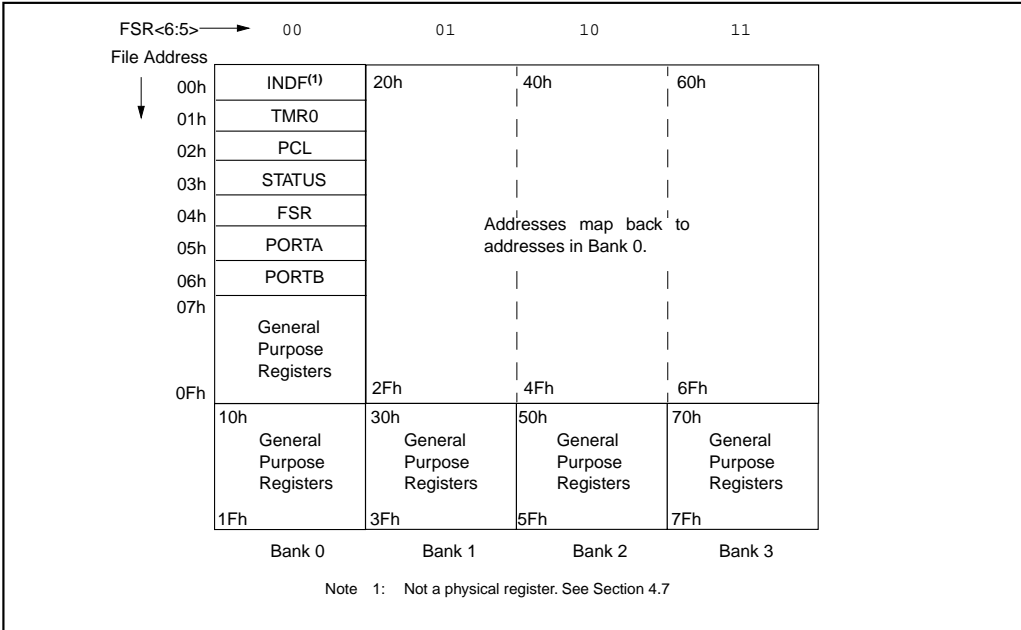 FSR<6:5> 00 01 10 11
File Address
00h INDF(1) 20h 40h 60h
01h TMR0
02h PCL
03h STATUS
04h FSR
Addresses map back to
05h PORTA
addresses in Bank 0.
06h PORTB
07h
General
Purpose
Registers
0Fh 2Fh 4Fh 6Fh
10h 30h 50h 70h
General General General General
Purpose Purpose Purpose Purpose
Registers Registers Registers Registers
1Fh 3Fh 5Fh 7Fh
Bank 0 Bank 1 Bank 2 Bank 3
Note 1: Not a physical register. See Section 4.7